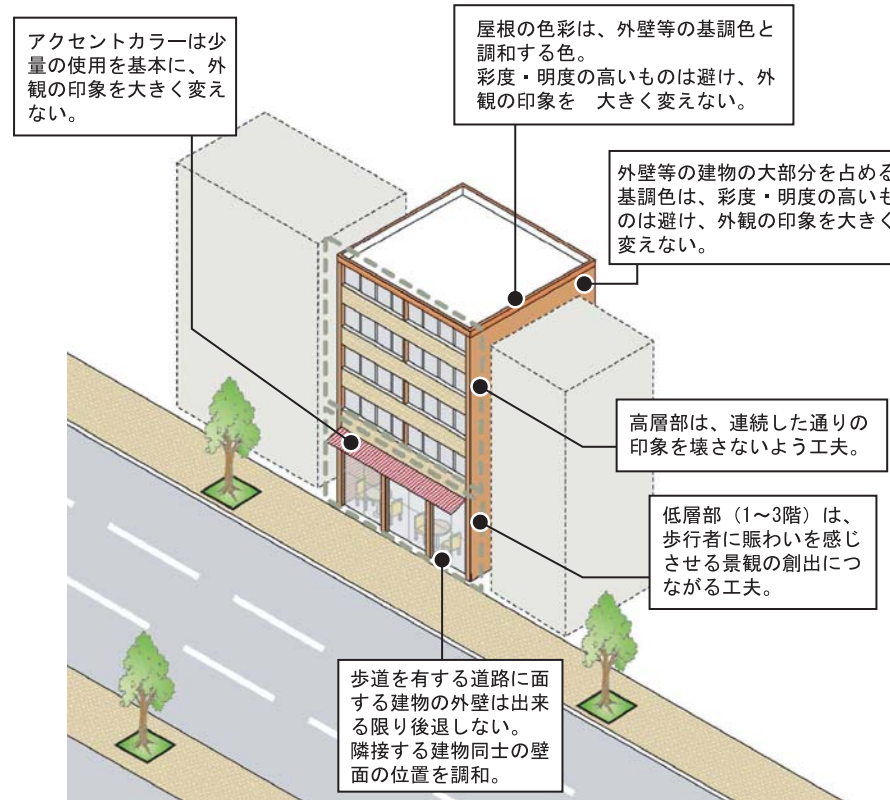 アクセントカラーは少
量の使用を基本に、外
観の印象を大きく変え
ない。
屋根の色彩は、外壁等の基調色と
調和する色。
彩度・明度の高いものは避け、外
観の印象を　大きく変えない。
外壁等の建物の大部分を占める
基調色は、彩度・明度の高いも
のは避け、外観の印象を大きく
変えない。
高層部は、連続した通りの
印象を壊さないよう工夫。
低層部（1〜3階）は、
歩行者に賑わいを感じ
させる景観の創出につ
ながる工夫。
歩道を有する道路に面
する建物の外壁は出来
る限り後退しない。
隣接する建物同士の壁
面の位置を調和。